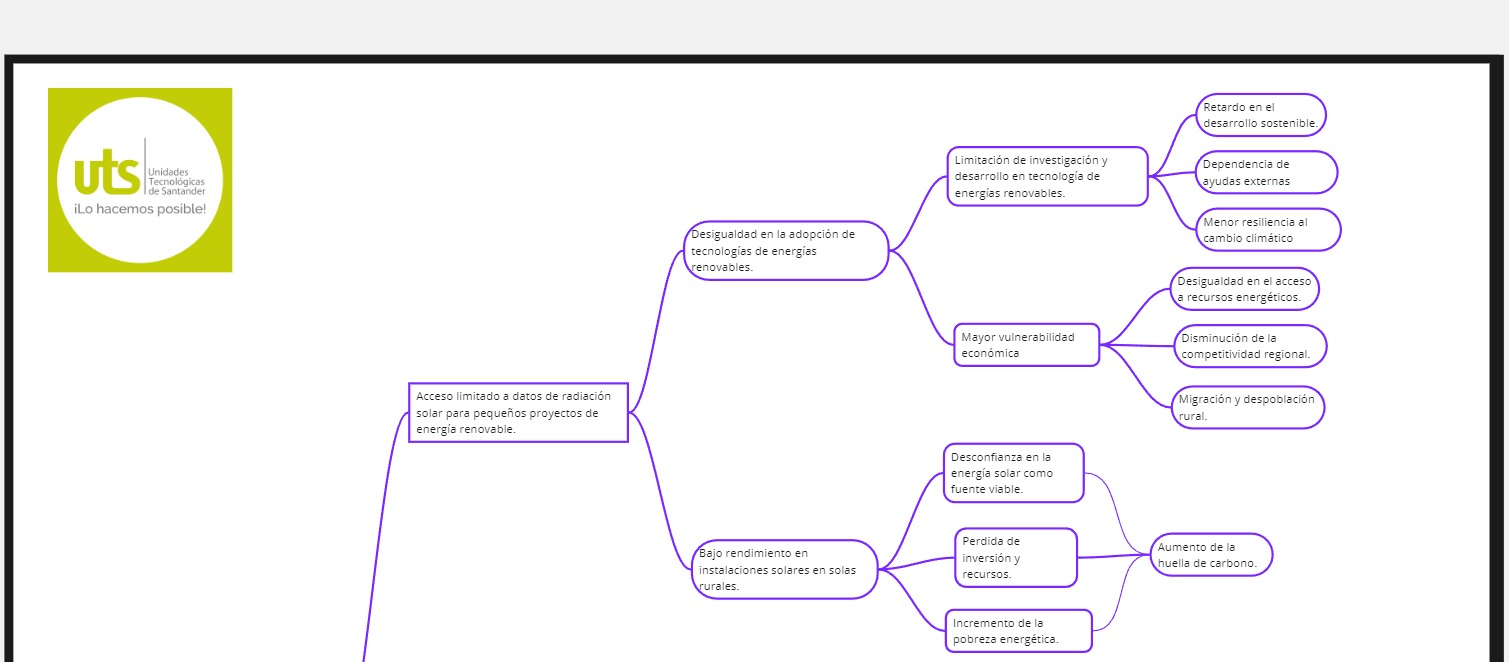 uts
Unidades
Tecnológicas
de Santander
¡Lo hacemos posible!
Acceso limitado a datos de radiación
solar para pequeños proyectos de
energía renovable.
Desigualdad en la adopción de
tecnologías de energías
renovables.
Limitación de investigación y
desarrollo en tecnología de
energías renovables.
Retardo en el
desarrollo sostenible.
Dependencia de
ayudas externas
Menor resiliencia al
cambio climático
Mayor vulnerabilidad
económica
Desigualdad en el acceso
a recursos energéticos.
Disminución de la
competitividad regional.
Migración y despoblación
rural.
Bajo rendimiento en
instalaciones solares en solas
rurales.
Desconfianza en la
energía solar como
fuente viable.
Perdida de
inversión y
recursos.
Incremento de la
pobreza energética.
Aumento de la
huella de carbono.